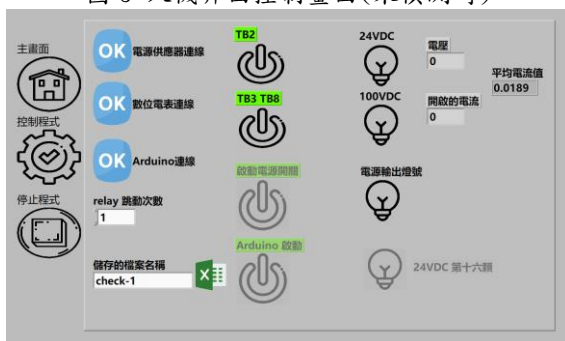 主畫面
控制程式
停止程式
OK 電源供應器連線
OK 數位電表連線
OK Arduino連線
relay 跳動次數
1
儲存的檔案名稱
check-1
TB2
TB3 TB8
啟動電源開關
Arduino 啟動
24VDC
100VDC
電源輸出燈號
24VDC 第十六顆
電壓
0
開啟的電流
0
平均電流值
0.0189